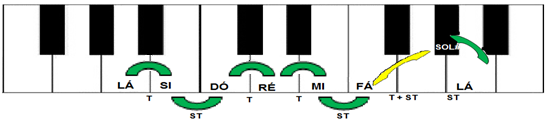 SOL#
LÁ SI DÓ RÉ MI FÁ LÁ
T ST T T ST T + ST ST